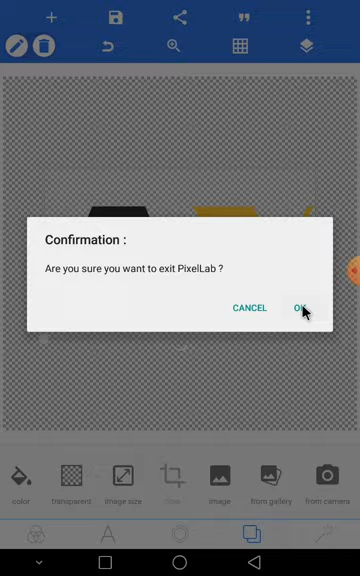 Confirmation :
Are you sure you want to exit PixelLab ?
CANCEL OK
color transparent image size crop image from gallery from camera